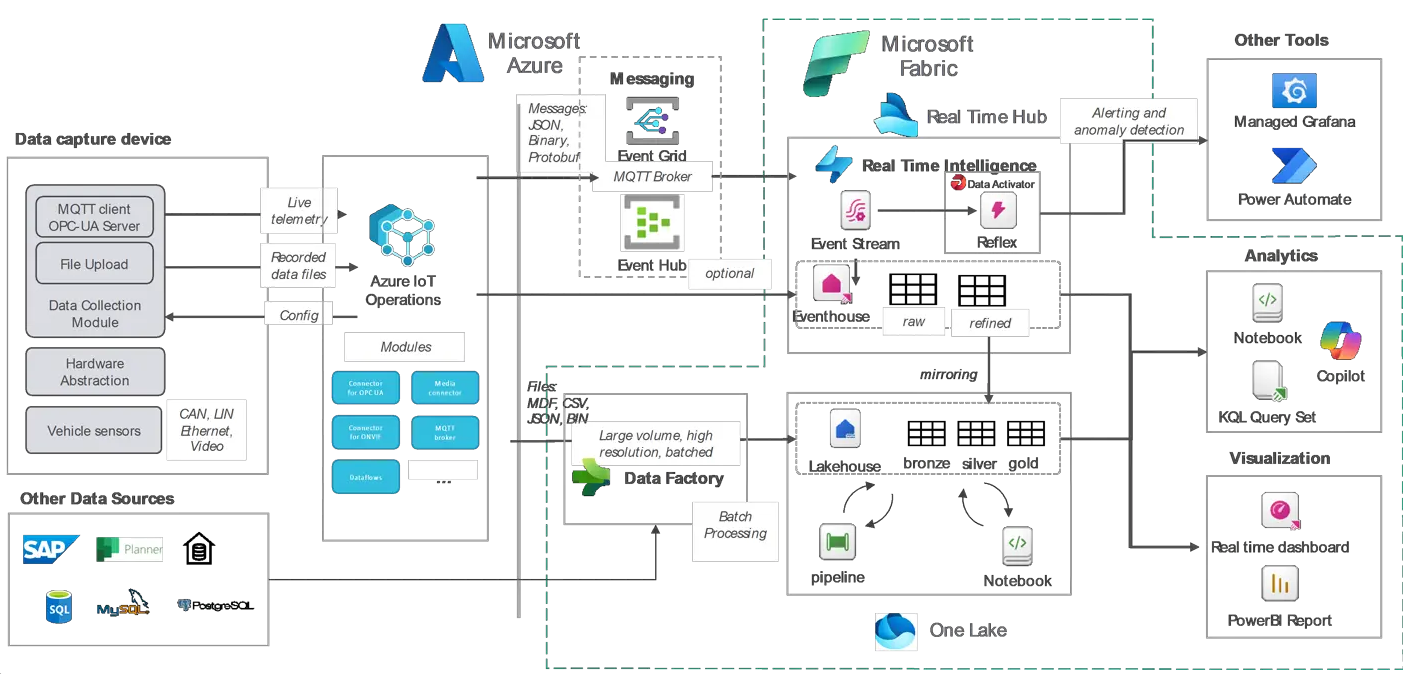 Microsoft
Azure
Microsoft
Fabric
Real Time Hub
Messaging
Messages:
JSON,
Binary,
Protobuf
Event Grid
MQTT Broker
Event Hub
optional
Data capture device
MQTT client
OPC-UA Server
File Upload
Data Collection
Module
Hardware
Abstraction
Vehicle sensors
CAN, LIN
Ethernet,
Video
Live
telemetry
Recorded
data files
Config
Azure IoT
Operations
Modules
Connector
for OPC UA
Media
connector
Connector
for ONVIF
MQTT
broker
Dataflows
...
Other Data Sources
SAP
Planner
SQL
MySQL
PostgreSQL
Files:
MDF, CSV,
JSON, BIN
Large volume, high
resolution, batched
Data Factory
Batch
Processing
Real Time Intelligence
Data Activator
Event Stream
Reflex
Eventhouse
raw
refined
mirroring
Lakehouse
bronze
silver
gold
pipeline
Notebook
One Lake
Alerting and
anomaly detection
Other Tools
Managed Grafana
Power Automate
Analytics
Notebook
Copilot
KQL Query Set
Visualization
Real time dashboard
PowerBI Report